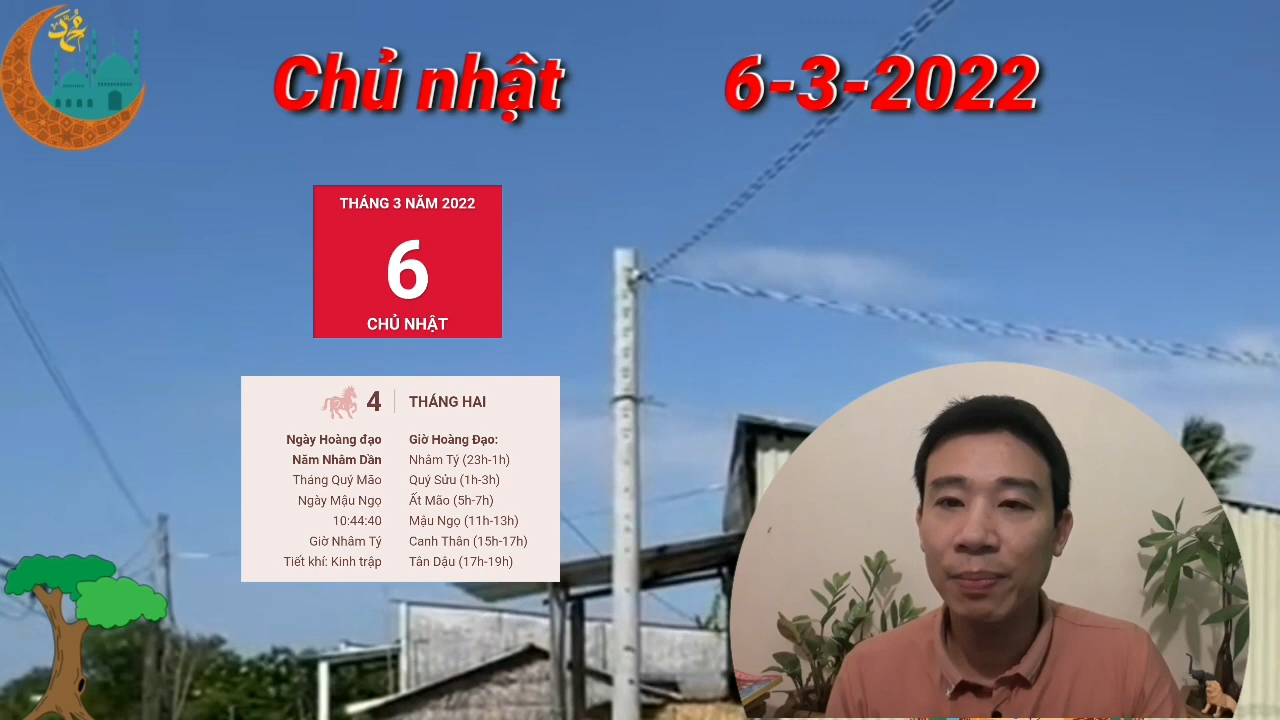 محمد
Chủ nhật 6-3-2022
THÁNG 3 NĂM 2022
6
CHỦ NHẬT
4 THÁNG HAI
Ngày Hoàng đạo
Năm Nhâm Dần
Tháng Quý Mão
Ngày Mậu Ngọ
10:44:40
Giờ Nhâm Tý
Tiết khí: Kinh trập
Giờ Hoàng Đạo:
Nhâm Tý (23h-1h)
Quý Sửu (1h-3h)
Ất Mão (5h-7h)
Mậu Ngọ (11h-13h)
Canh Thân (15h-17h)
Tân Dậu (17h-19h)